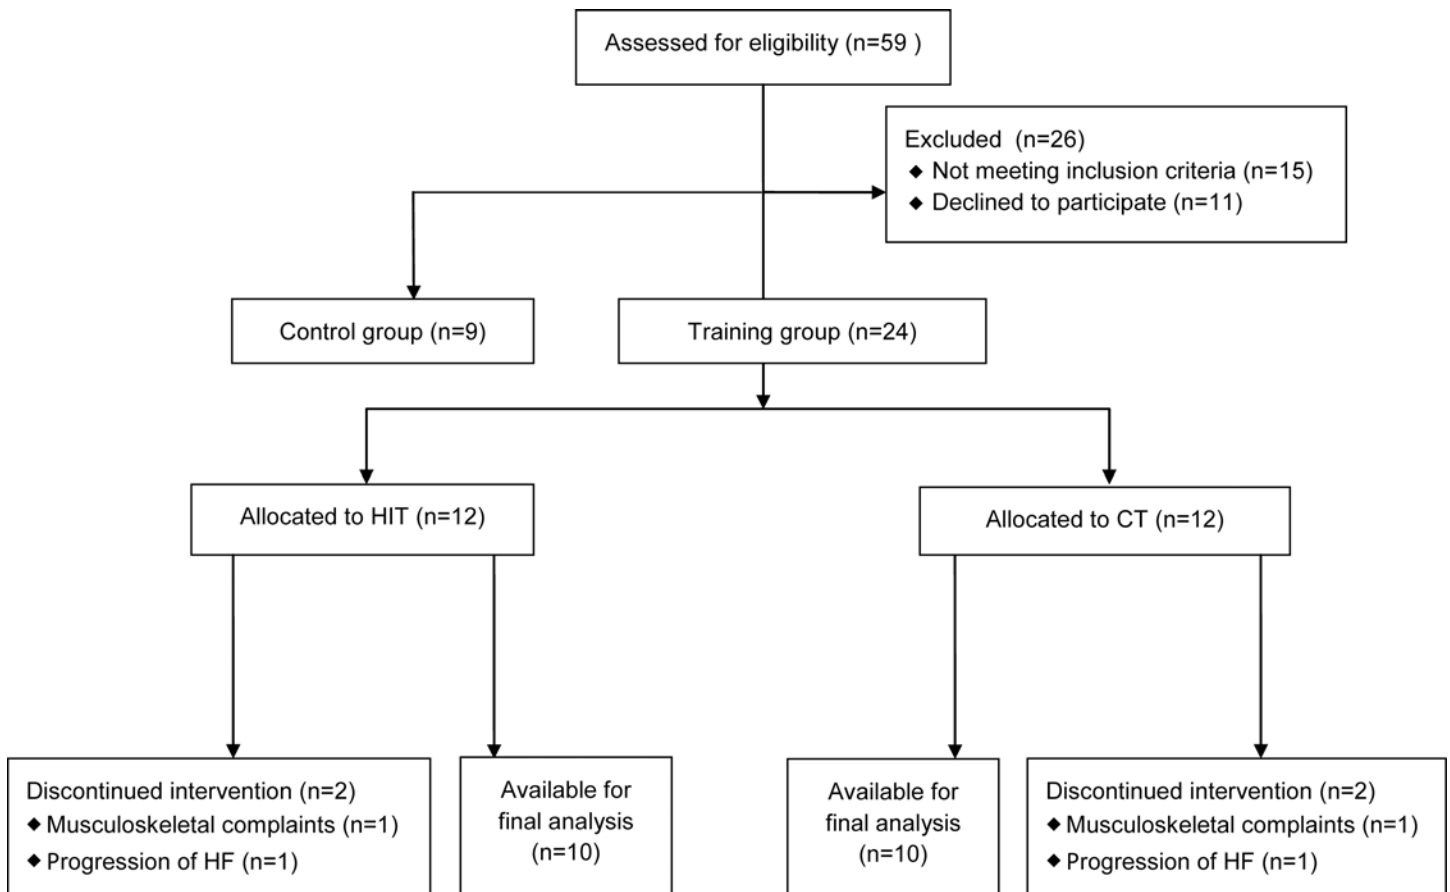 Assessed for eligibility (n=59 )
Excluded  (n=26)
◆ Not meeting inclusion criteria (n=15)
◆ Declined to participate (n=11)
Control group (n=9)
Training group (n=24)
Allocated to HIT (n=12)
Allocated to CT (n=12)
Discontinued intervention (n=2)
◆ Musculoskeletal complaints (n=1)
◆ Progression of HF (n=1)
Available for
final analysis
(n=10)
Available for
final analysis
(n=10)
Discontinued intervention (n=2)
◆ Musculoskeletal complaints (n=1)
◆ Progression of HF (n=1)